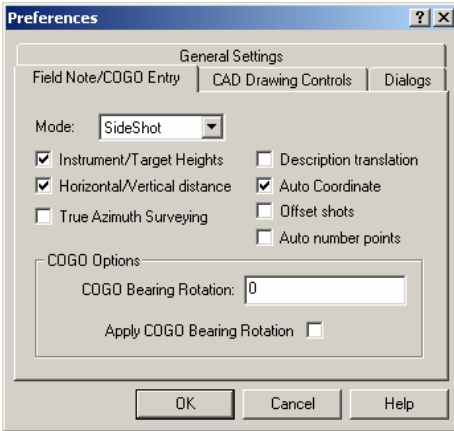 Preferences
General Settings
Field Note/COGO Entry CAD Drawing Controls Dialogs
Mode: SideShot
Instrument/Target Heights Description translation
Horizontal/Vertical distance Auto Coordinate
True Azimuth Surveying Offset shots
Auto number points
COGO Options
COGO Bearing Rotation: 0
Apply COGO Bearing Rotation
OK Cancel Help